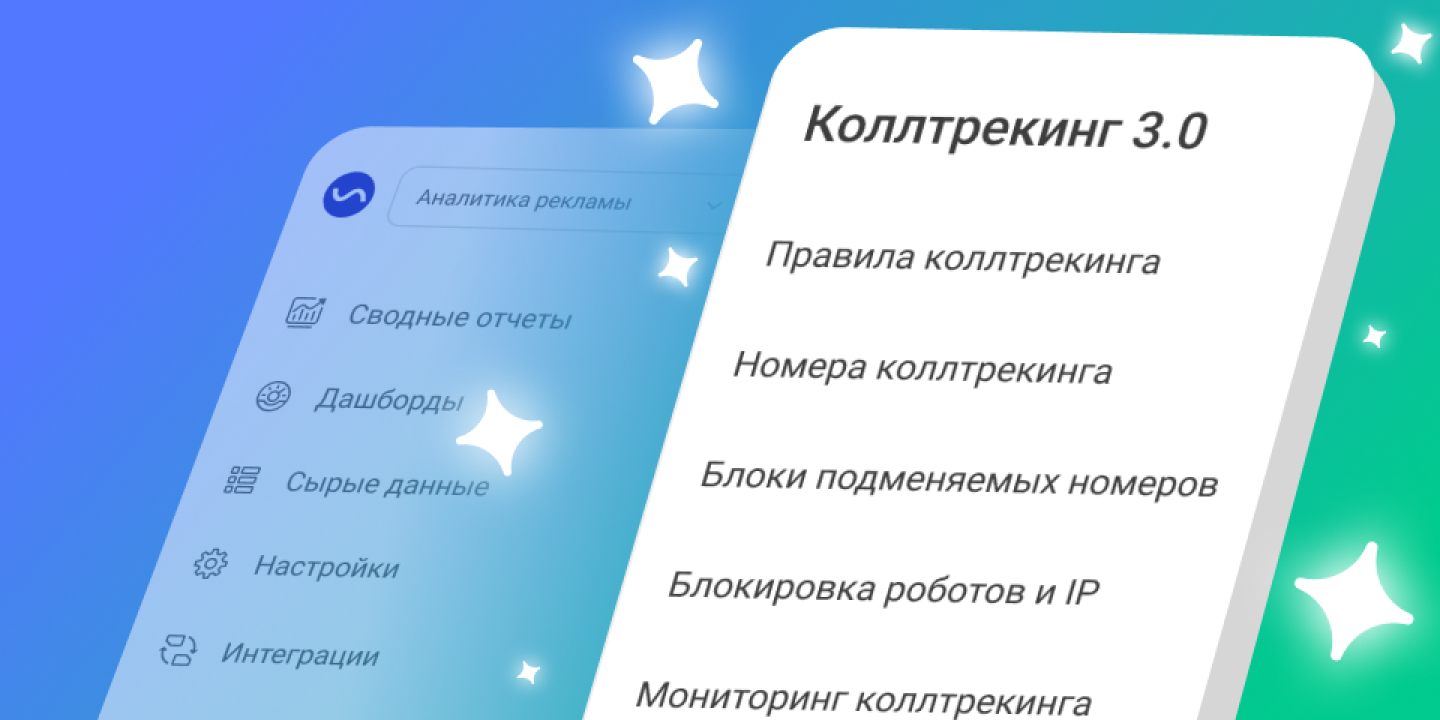 Аналитика рекламы
Сводные отчеты
Дашборды
Сырые данные
Настройки
Интеграции
Коллтрекинг 3.0
Правила коллтрекинга
Номера коллтрекинга
Блоки подменяемых номеров
Блокировка роботов и IP
Мониторинг коллтрекинга